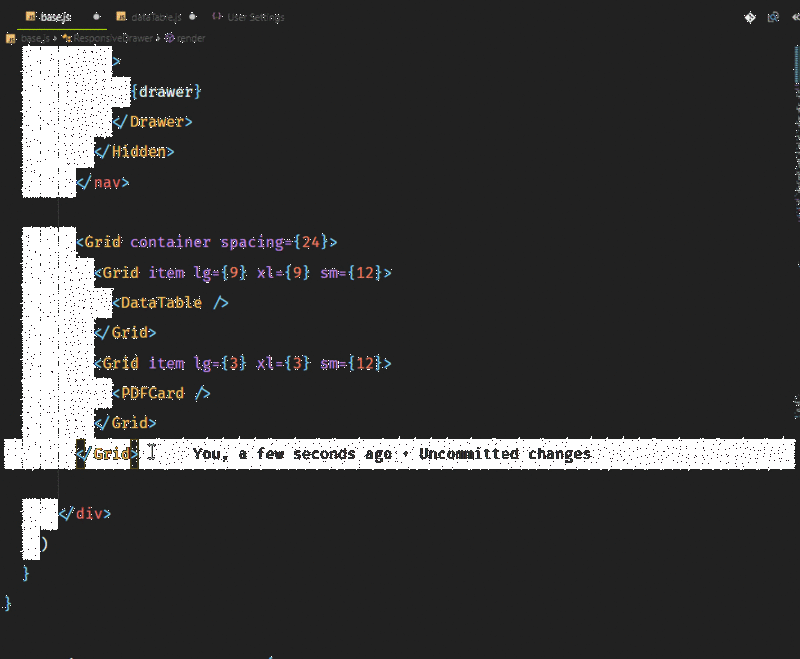 base.js dataTable.js {} User Settings
base.js › ResponsiveDrawer › render
>
{drawer}
</Drawer>
</Hidden>
</nav>
<Grid container spacing={24}>
<Grid item lg={9} xl={9} sm={12}>
<DataTable />
</Grid>
<Grid item lg={3} xl={3} sm={12}>
<PDFCard />
</Grid>
</Grid> You, a few seconds ago • Uncommitted changes
</div>
)
}
}